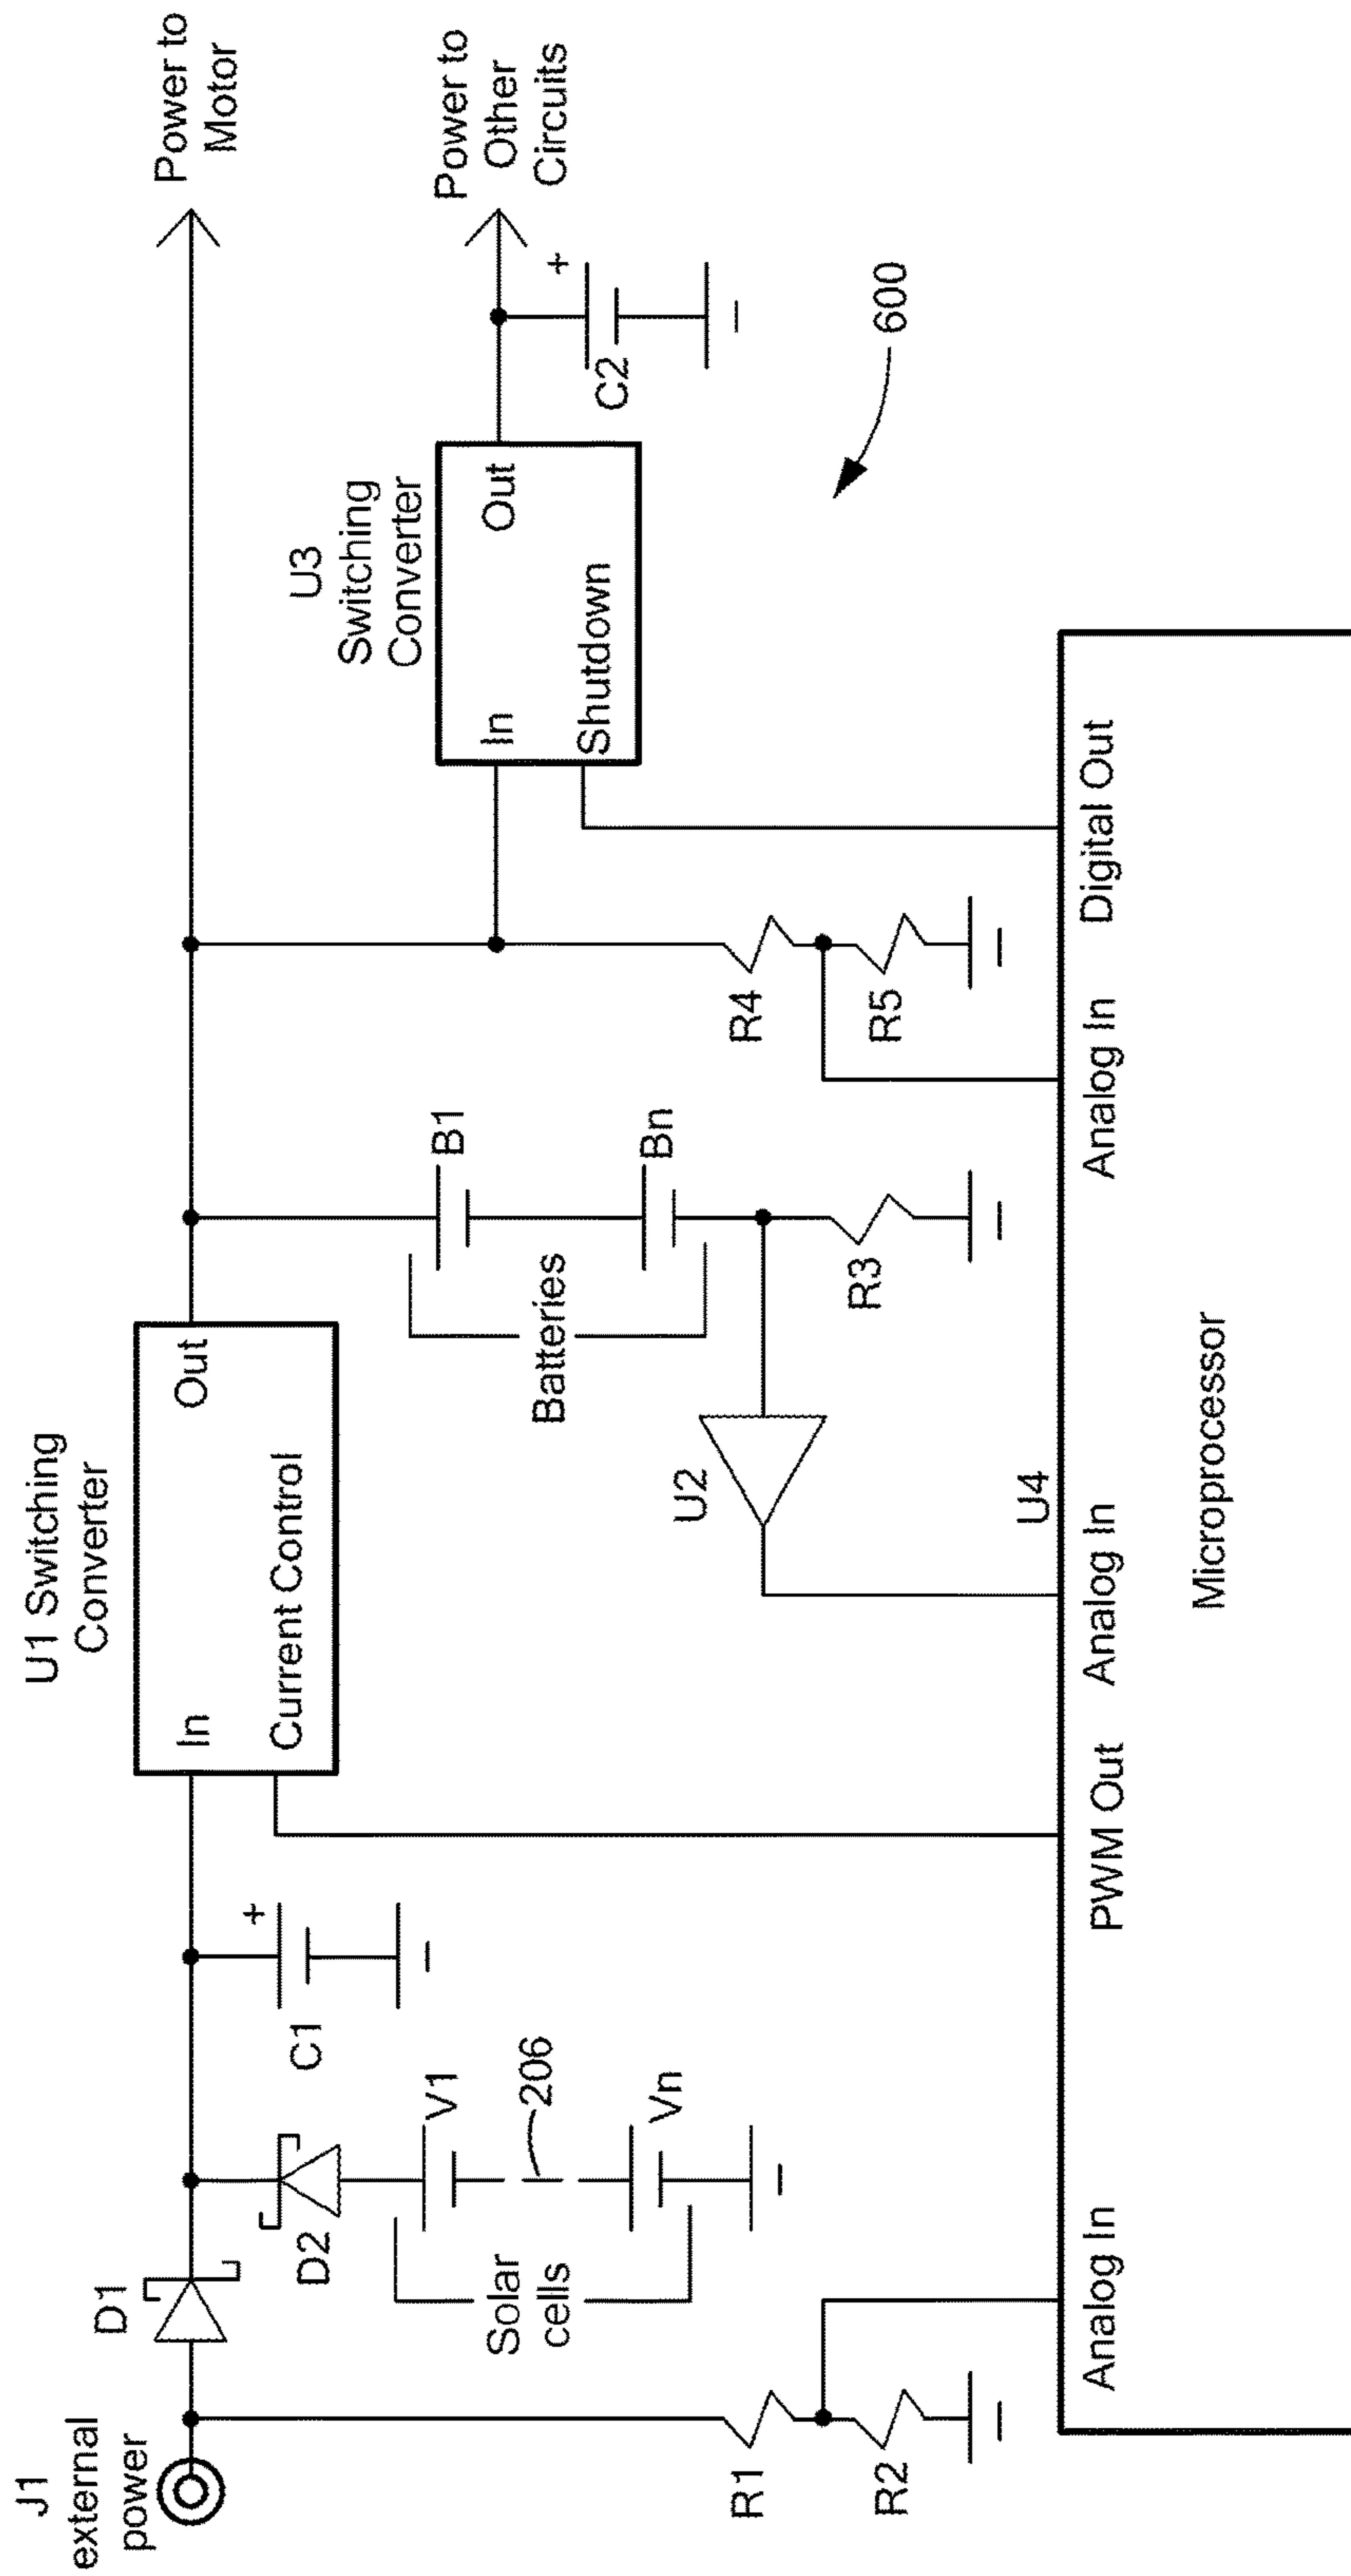 J1
external
power
D1
U1 Switching
Converter
In
Out
Current Control
Power to
Motor
D2
C1
+
V1
206
Vn
Solar
cells
B1
Bn
Batteries
U3
Switching
Converter
In
Out
Shutdown
Power to
Other
Circuits
+
C2
600
R1
R2
U2
R3
R4
R5
U4
Analog In
PWM Out
Analog In
Analog In
Digital Out
Microprocessor